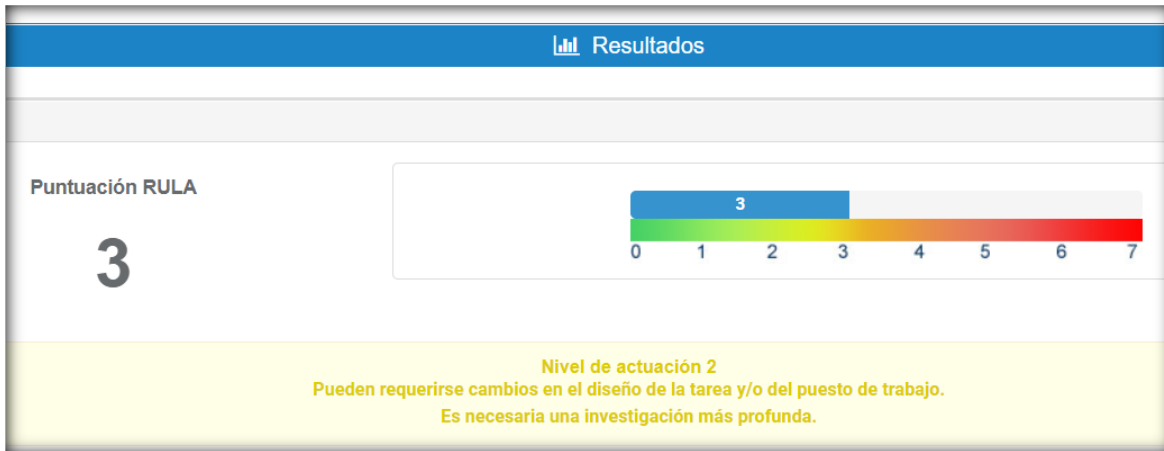 Resultados
Puntuación RULA
3
3
0 1 2 3 4 5 6 7
Nivel de actuación 2
Pueden requerirse cambios en el diseño de la tarea y/o del puesto de trabajo.
Es necesaria una investigación más profunda.